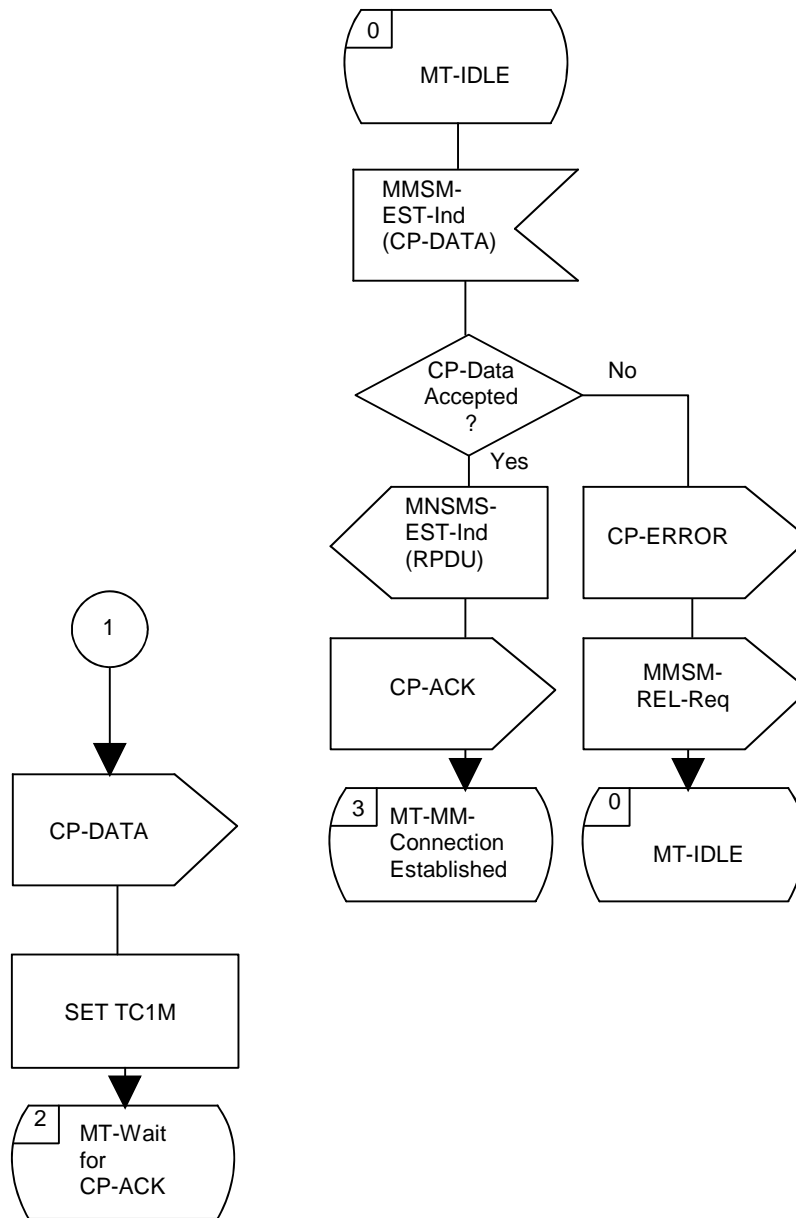 0
MT-IDLE
MMSM-
EST-Ind
(CP-DATA)
CP-Data
Accepted
?
No
Yes
MNSMS-
EST-Ind
(RPDU)
CP-ERROR
1
CP-ACK
MMSM-
REL-Req
3
MT-MM-
Connection
Established
0
MT-IDLE
CP-DATA
SET TC1M
2
MT-Wait
for
CP-ACK